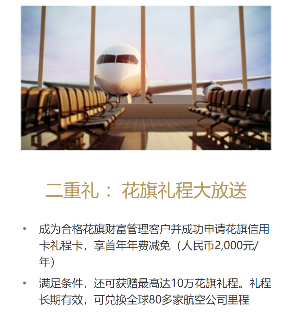 二重礼：花旗礼程大放送
• 成为合格花旗财富管理客户并成功申请花旗信用
卡礼程卡，享首年年费减免（人民币2,000元/
年）
• 满足条件，还可获赠最高达10万花旗礼程。礼程
长期有效，可兑换全球80多家航空公司里程